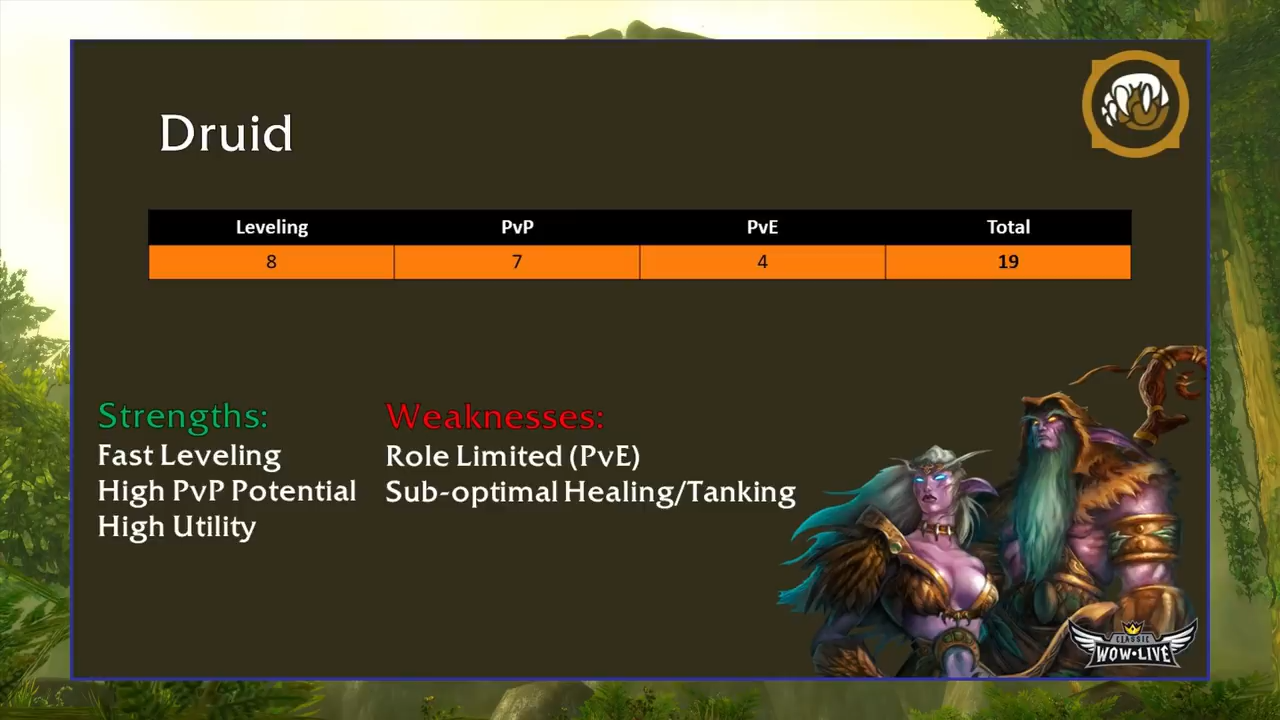 Druid
Leveling PvP PvE Total
8 7 4 19
Strengths:
Fast Leveling
High PvP Potential
High Utility
Weaknesses:
Role Limited (PvE)
Sub-optimal Healing/Tanking
CLASSIC
WOW•LIVE